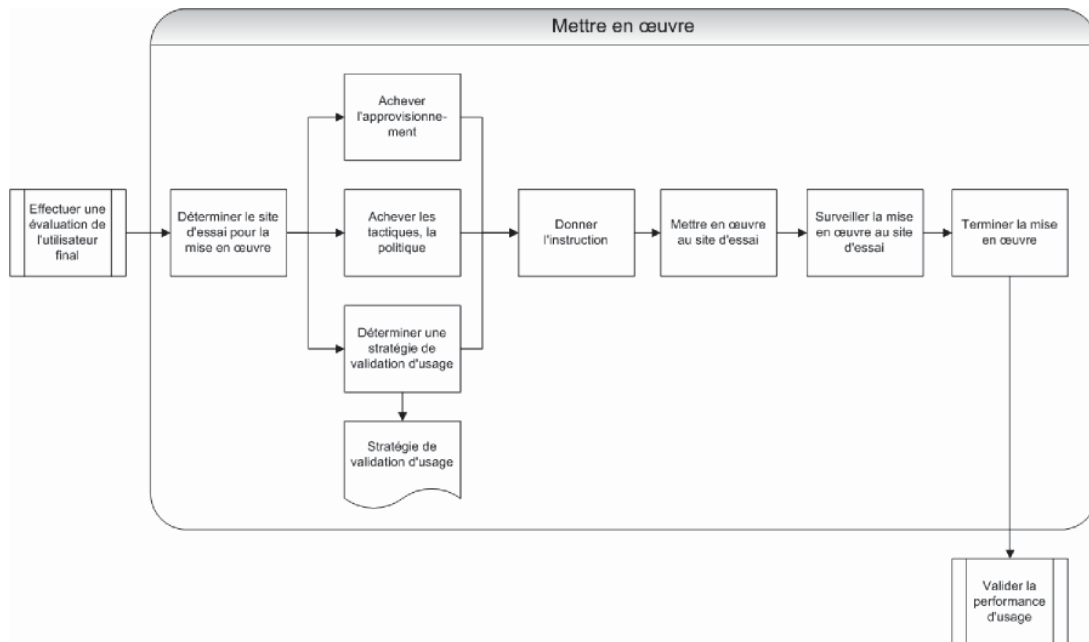 Mettre en œuvre
Effectuer une
évaluation de
l'utilisateur
final
Déterminer le site
d'essai pour la
mise en œuvre
Achever
l'approvisionne-
ment
Achever les
tactiques, la
politique
Déterminer une
stratégie de
validation d'usage
Stratégie de
validation d'usage
Donner
l'instruction
Mettre en œuvre
au site d'essai
Surveiller la mise
en œuvre au site
d'essai
Terminer la mise
en œuvre
Valider la
performance
d'usage